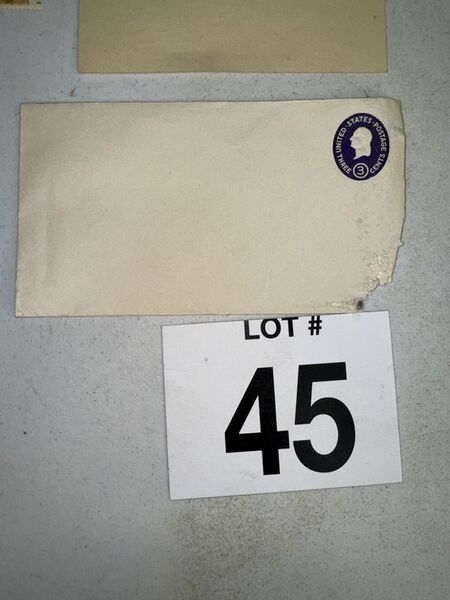 UNITED·STATES·POSTAGE
THREE 3 CENTS
LOT #
45